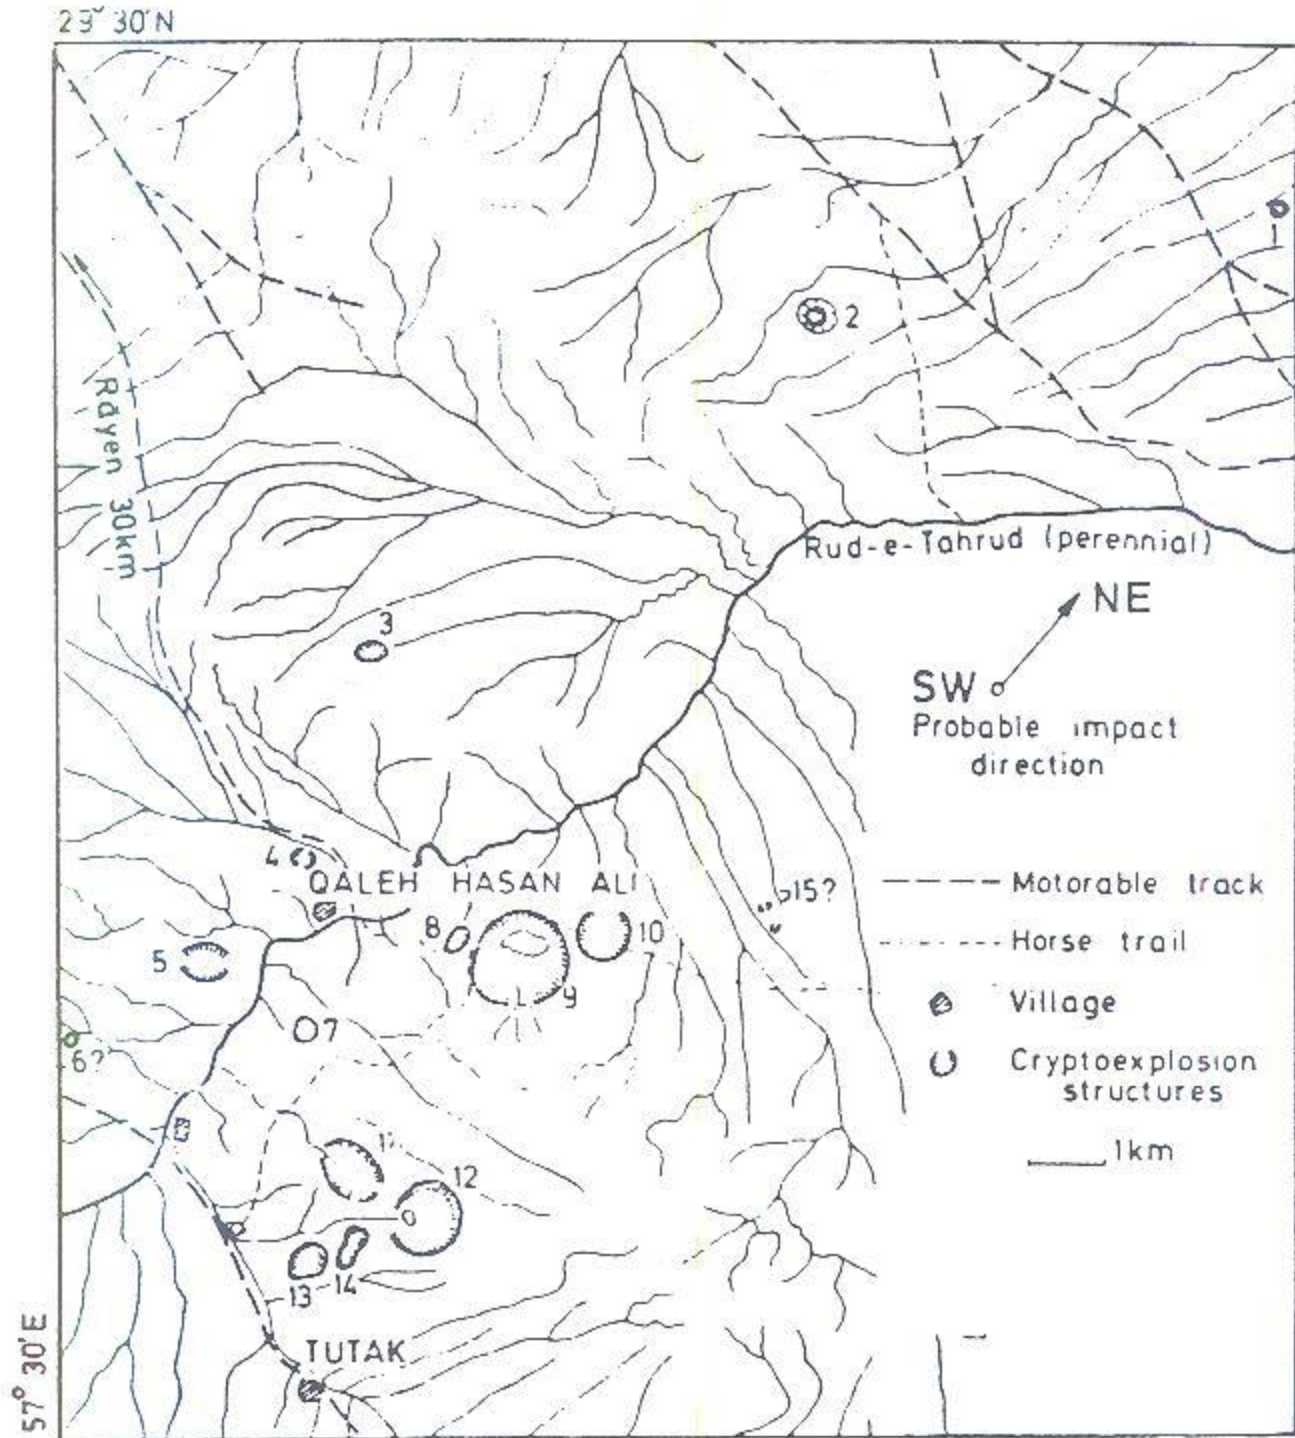 29° 30'N
1
2
Rayen 30km
Rud-e-Tahrud (perennial)
NE
3
SW
Probable impact
direction
4
QALEH HASAN ALI
15?
Motorable track
8
10
Horse trail
5
9
Village
7
6?
Cryptoexplosion
structures
11
1km
12
13
14
TUTAK
57° 30'E